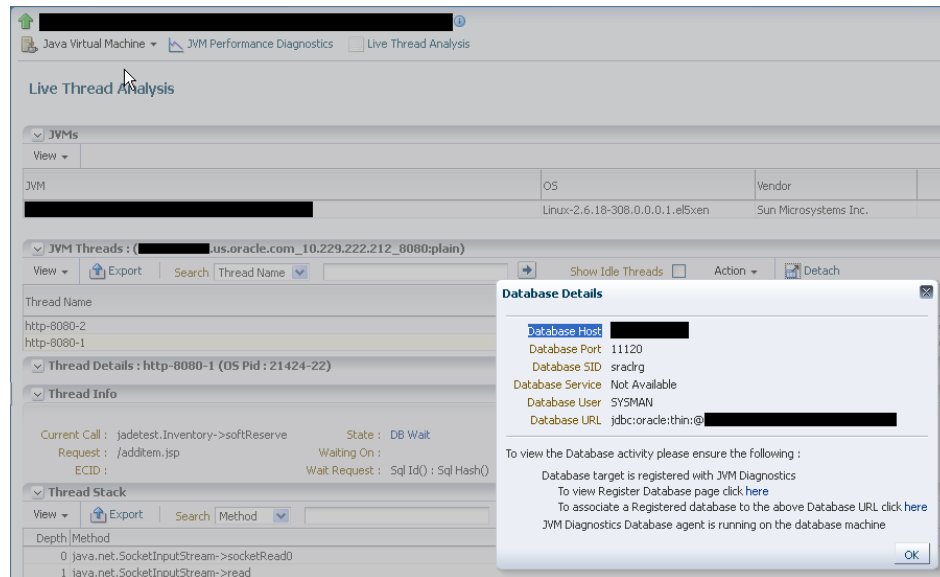 Java Virtual Machine JVM Performance Diagnostics Live Thread Analysis
Live Thread Analysis
JVMs
View
JVM OS Vendor
Linux-2.6.18-308.0.0.0.1.el5xen Sun Microsystems Inc.
JVM Threads : ( .us.oracle.com_10.229.222.212_8080:plain)
View Export Search Thread Name Show Idle Threads Action Detach
Thread Name
http-8080-2
http-8080-1
Thread Details : http-8080-1 (OS Pid : 21424-22)
Thread Info
Current Call : jadetest.Inventory->softReserve State : DB Wait
Request : /additem.jsp Waiting On :
ECID : Wait Request : Sql Id() : Sql Hash()
Thread Stack
View Export Search Method
Depth Method
0 java.net.SocketInputStream->socketRead0
1 java.net.SocketInputStream->read
Database Details
Database Host
Database Port 11120
Database SID sraclrg
Database Service Not Available
Database User SYSMAN
Database URL jdbc:oracle:thin:@
To view the Database activity please ensure the following :
Database target is registered with JVM Diagnostics
To view Register Database page click here
To associate a Registered database to the above Database URL click here
JVM Diagnostics Database agent is running on the database machine
OK